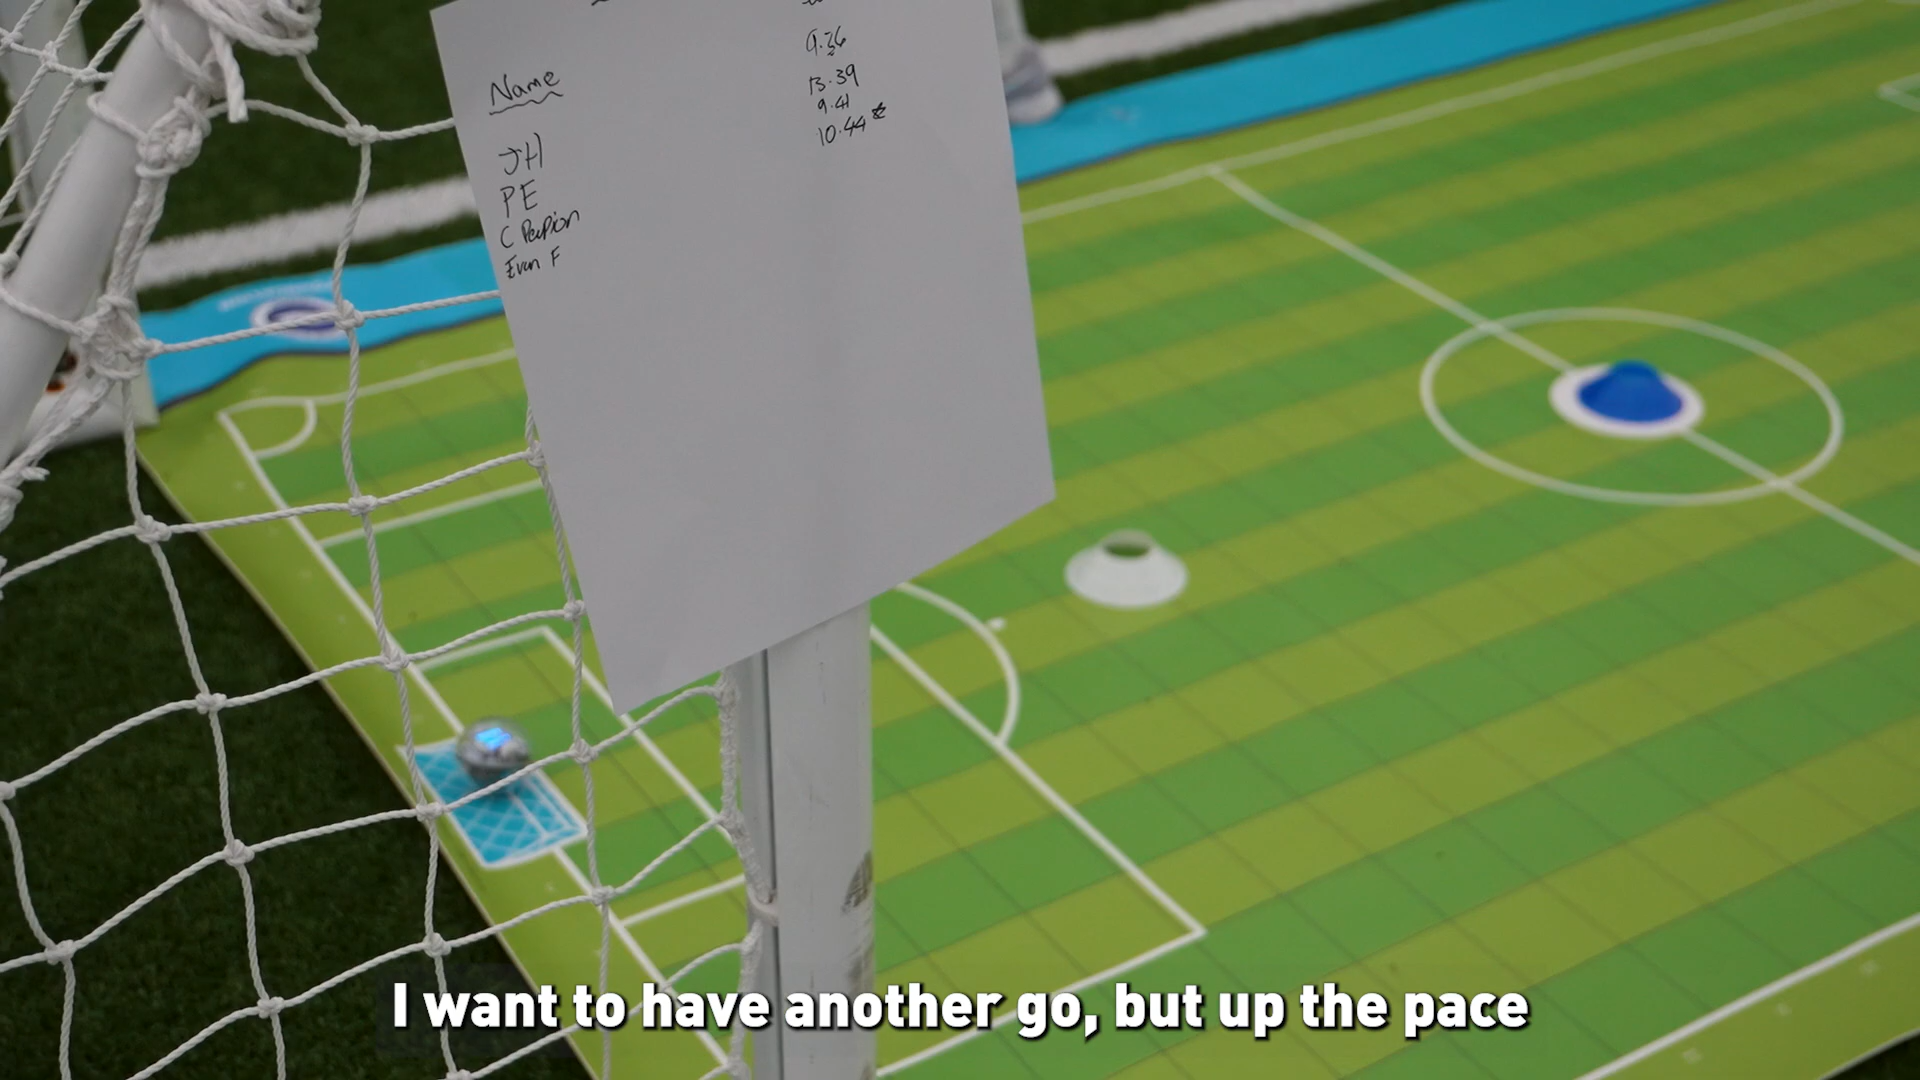 Name
JH
PE
C Papion
Evan F
9.36
13.39
9.41
10.44 *
I want to have another go, but up the pace